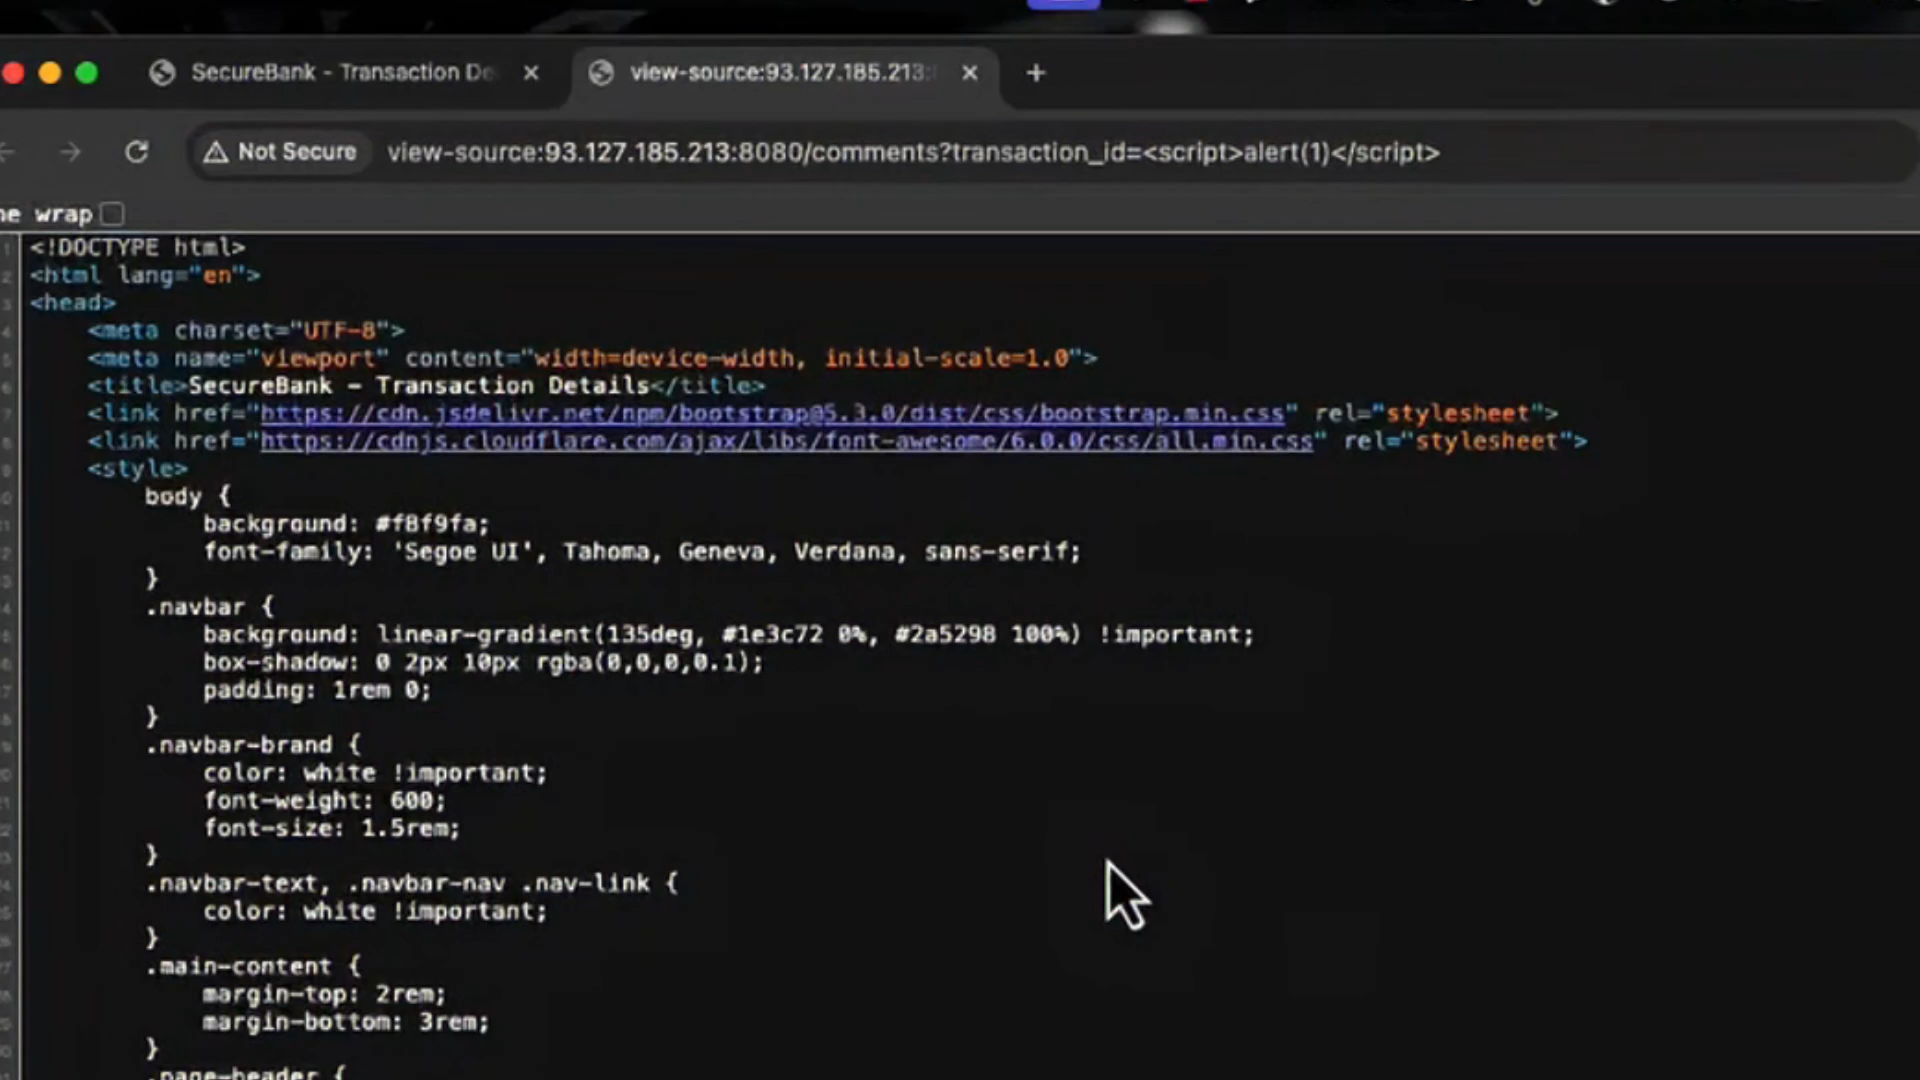 SecureBank - Transaction De
view-source:93.127.185.213:
Not Secure view-source:93.127.185.213:8080/comments?transaction_id=<script>alert(1)</script>
ne wrap
<!DOCTYPE html>
<html lang="en">
<head>
<meta charset="UTF-8">
<meta name="viewport" content="width=device-width, initial-scale=1.0">
<title>SecureBank - Transaction Details</title>
<link href="https://cdn.jsdelivr.net/npm/bootstrap@5.3.0/dist/css/bootstrap.min.css" rel="stylesheet">
<link href="https://cdnjs.cloudflare.com/ajax/libs/font-awesome/6.0.0/css/all.min.css" rel="stylesheet">
<style>
body {
background: #f8f9fa;
font-family: 'Segoe UI', Tahoma, Geneva, Verdana, sans-serif;
}
.navbar {
background: linear-gradient(135deg, #1e3c72 0%, #2a5298 100%) !important;
box-shadow: 0 2px 10px rgba(0,0,0,0.1);
padding: 1rem 0;
}
.navbar-brand {
color: white !important;
font-weight: 600;
font-size: 1.5rem;
}
.navbar-text, .navbar-nav .nav-link {
color: white !important;
}
.main-content {
margin-top: 2rem;
margin-bottom: 3rem;
}
.page-header {